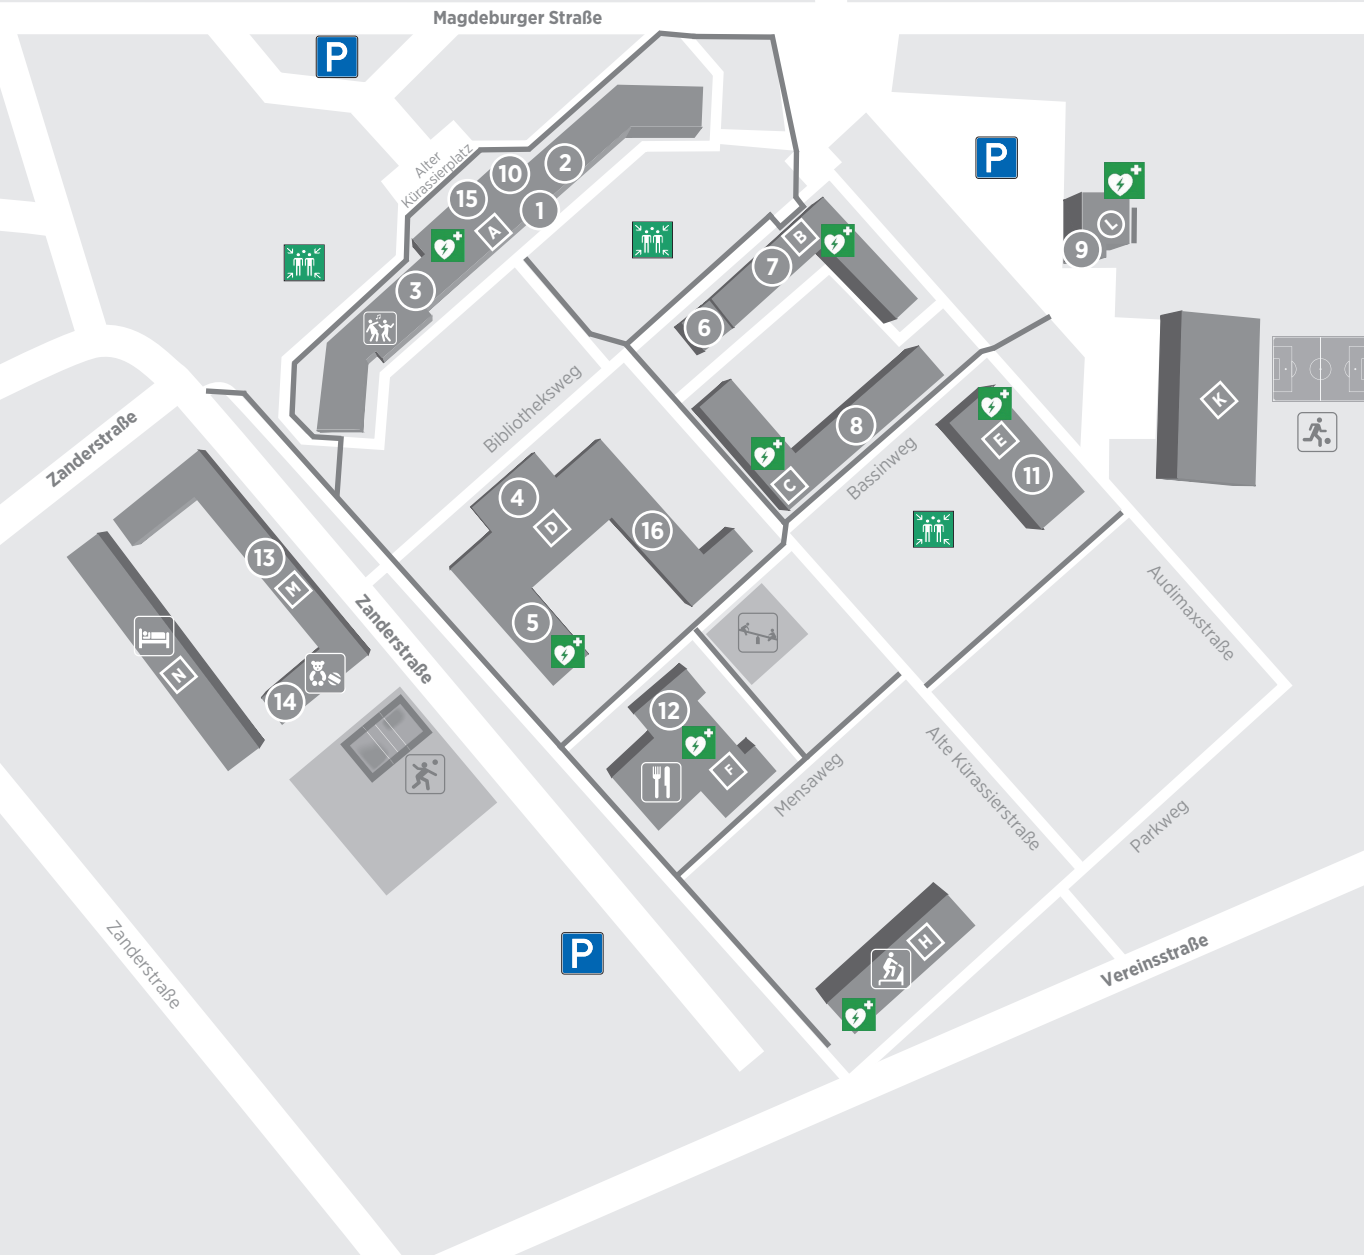 Magdeburger Straße
P
P
Alter
Kürassierplatz
2
10
15
1
A
3
B
7
6
L
9
K
8
C
E
11
Zanderstraße
Bibliotheksweg
Bassinweg
4
D
16
5
13
M
N
14
Zanderstraße
12
F
Mensaweg
Audimaxstraße
Alte Kürassierstraße
Parkweg
H
P
Zanderstraße
Vereinsstraße